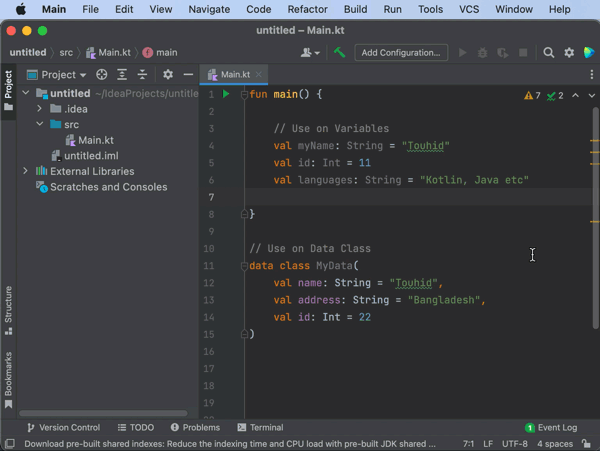 Main File Edit View Navigate Code Refactor Build Run Tools VCS Window Help
untitled – Main.kt
untitled src Main.kt main Add Configuration...
Project Main.kt
Project
untitled ~/IdeaProjects/untitle
.idea
src
Main.kt
untitled.iml
External Libraries
Scratches and Consoles
7 2
1 fun main() {
2
3 // Use on Variables
4 val myName: String = "Touhid"
5 val id: Int = 11
6 val languages: String = "Kotlin, Java etc"
7
8 }
9
10 // Use on Data Class
11 data class MyData(
12 val name: String = "Touhid",
13 val address: String = "Bangladesh",
14 val id: Int = 22
15 )
16
17
18
19
Structure
Bookmarks
Version Control TODO Problems Terminal 1 Event Log
Download pre-built shared indexes: Reduce the indexing time and CPU load with pre-built JDK shared ... 7:1 LF UTF-8 4 spaces